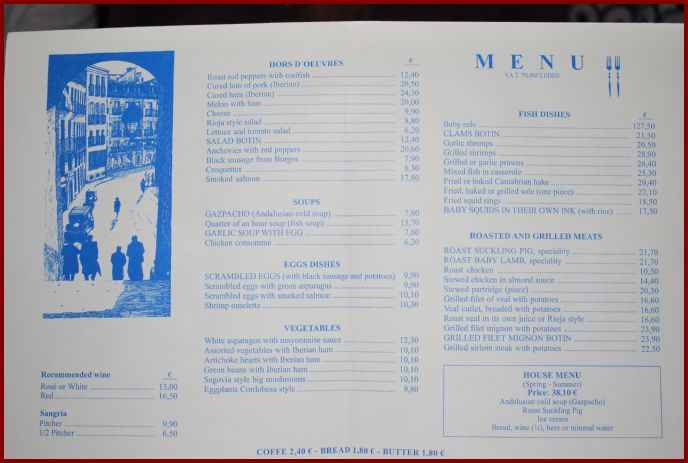 MENU
V.A.T. 7% INCLUDED
HORS D'OEUVRES €
Roast red peppers with codfish 12,40
Cured loin of pork (Iberian) 20,50
Cured ham (Iberian) 24,30
Melon with ham 20,00
Cheese 9,90
Rioja style salad 8,80
Lettuce and tomato salad 6,20
SALAD BOTIN 12,40
Anchovies with red peppers 20,60
Black sausage from Burgos 7,90
Croquettes 8,30
Smoked salmon 17,80
SOUPS
GAZPACHO (Andalusian cold soup) 7,80
Quarter of an hour soup (fish soup) 15,70
GARLIC SOUP WITH EGG 7,80
Chicken consommé 6,20
EGGS DISHES
SCRAMBLED EGGS (with black sausage and potatoes) 9,90
Scrambled eggs with green asparagus 9,90
Scrambled eggs with smoked salmon 10,10
Shrimp omelette 10,30
VEGETABLES
White asparagus with mayonnaise sauce 12,30
Assorted vegetables with Iberian ham 10,10
Artichoke hearts with Iberian ham 10,10
Green beans with Iberian ham 10,10
Segovia style big mushrooms 10,10
Eggplants Cordobesa style 9,80
FISH DISHES €
Baby eels 127,50
CLAMS BOTIN 21,30
Garlic shrimps 20,50
Grilled shrimps 28,90
Grilled or garlic prawns 26,40
Mixed fish in casserole 25,30
Fried or baked Cantabrian hake 29,40
Fried, baked or grilled sole (one piece) 27,10
Fried squid rings 18,50
BABY SQUIDS IN THEIR OWN INK (with rice) 17,50
ROASTED AND GRILLED MEATS
ROAST SUCKLING PIG, speciality 21,70
ROAST BABY LAMB, speciality 21,70
Roast chicken 10,50
Stewed chicken in almond sauce 14,40
Stewed partridge (piece) 20,30
Grilled filet of veal with potatoes 16,60
Veal cutlet, breaded with potatoes 16,60
Roast veal in its own juice or Rioja style 16,60
Grilled filet mignon with potatoes 23,90
GRILLED FILET MIGNON BOTIN 23,90
Grilled sirloin steak with potatoes 22,50
HOUSE MENU
(Spring - Summer)
Price: 38,10 €
Andalusian cold soup (Gazpacho)
Roast Suckling Pig
Ice cream
Bread, wine (½), beer or mineral water
Recommended wine €
Rosé or White 13,00
Red 16,50
Sangría
Pitcher 9,90
1/2 Pitcher 6,50
COFFE 2,40 € - BREAD 1,80 € - BUTTER 1,80 €